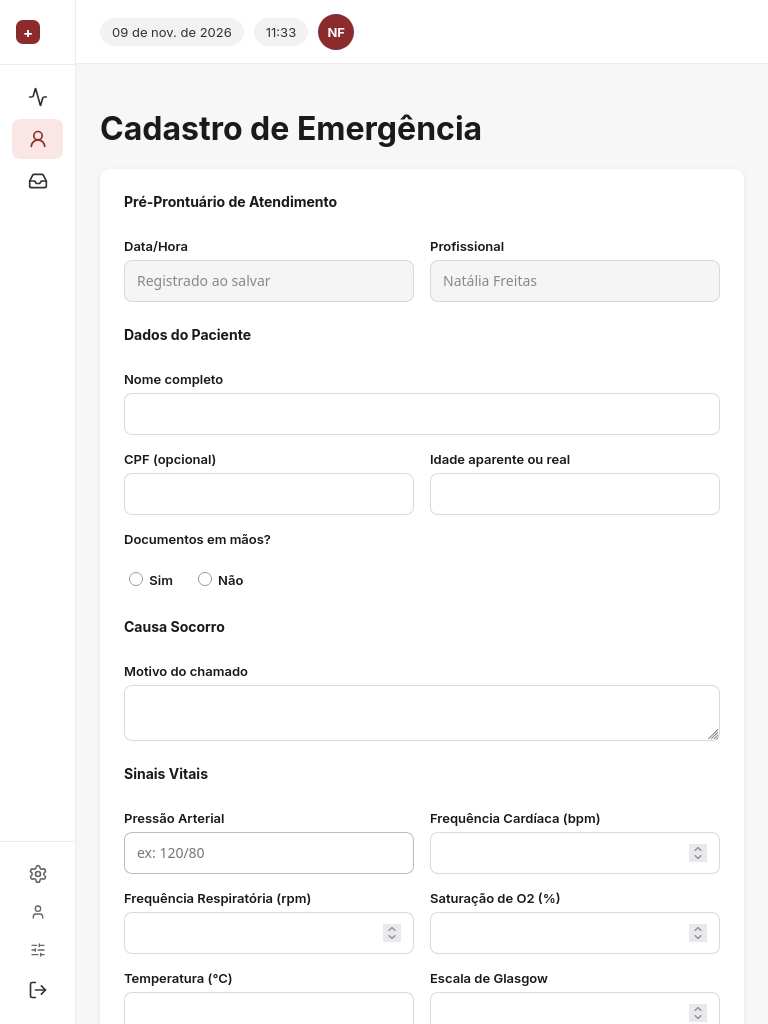 +
09 de nov. de 2026
11:33
NF
Cadastro de Emergência
Pré-Prontuário de Atendimento
Data/Hora
Profissional
Registrado ao salvar
Natália Freitas
Dados do Paciente
Nome completo
CPF (opcional)
Idade aparente ou real
Documentos em mãos?
Sim
Não
Causa Socorro
Motivo do chamado
Sinais Vitais
Pressão Arterial
Frequência Cardíaca (bpm)
ex: 120/80
Frequência Respiratória (rpm)
Saturação de O2 (%)
Temperatura (°C)
Escala de Glasgow